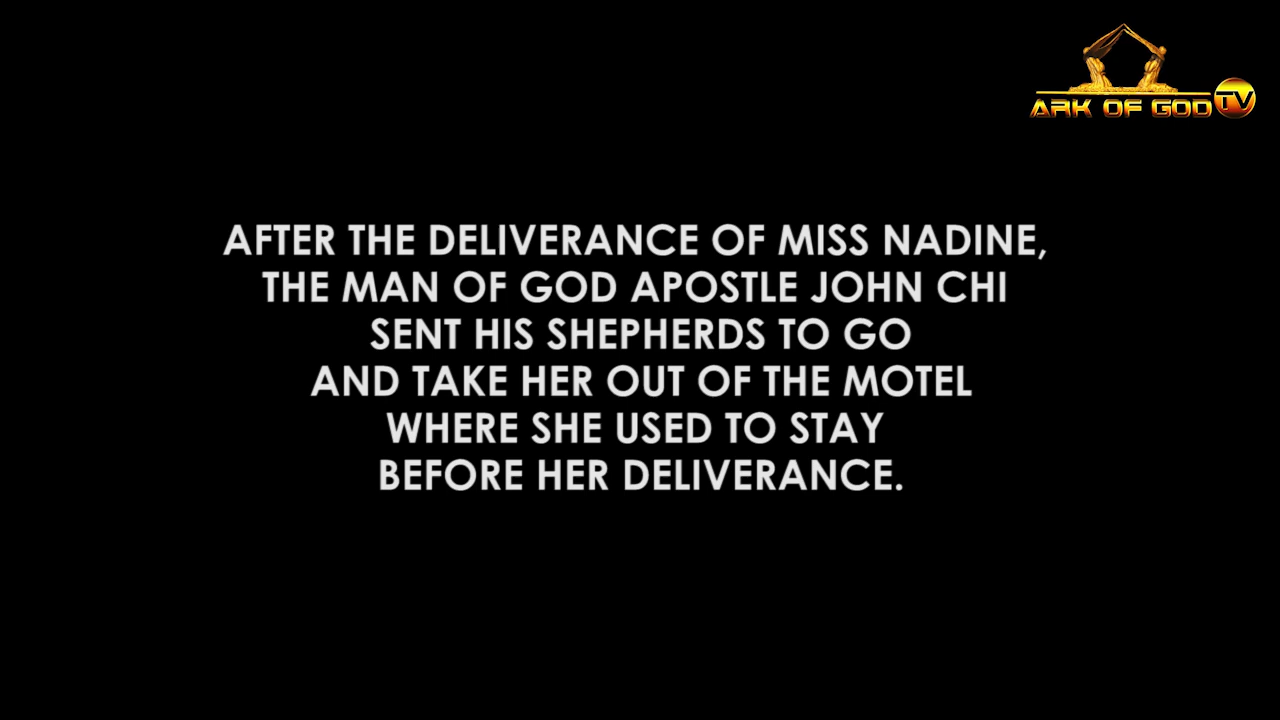 ARK OF GOD TV
AFTER THE DELIVERANCE OF MISS NADINE,
THE MAN OF GOD APOSTLE JOHN CHI
SENT HIS SHEPHERDS TO GO
AND TAKE HER OUT OF THE MOTEL
WHERE SHE USED TO STAY
BEFORE HER DELIVERANCE.